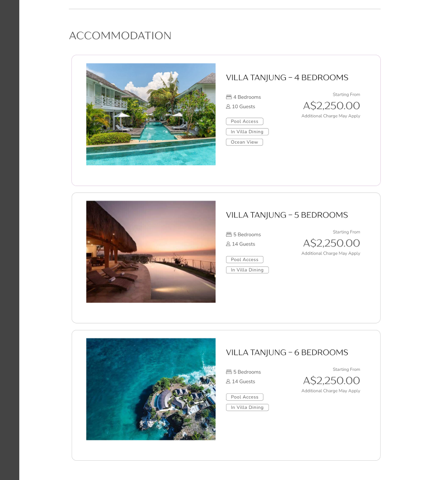 ACCOMMODATION
VILLA TANJUNG – 4 BEDROOMS
4 Bedrooms
10 Guests
Pool Access
In Villa Dining
Ocean View
Starting From
A$2,250.00
Additional Charge May Apply
VILLA TANJUNG – 5 BEDROOMS
5 Bedrooms
14 Guests
Pool Access
In Villa Dining
Starting From
A$2,250.00
Additional Charge May Apply
VILLA TANJUNG – 6 BEDROOMS
5 Bedrooms
14 Guests
Pool Access
In Villa Dining
Starting From
A$2,250.00
Additional Charge May Apply